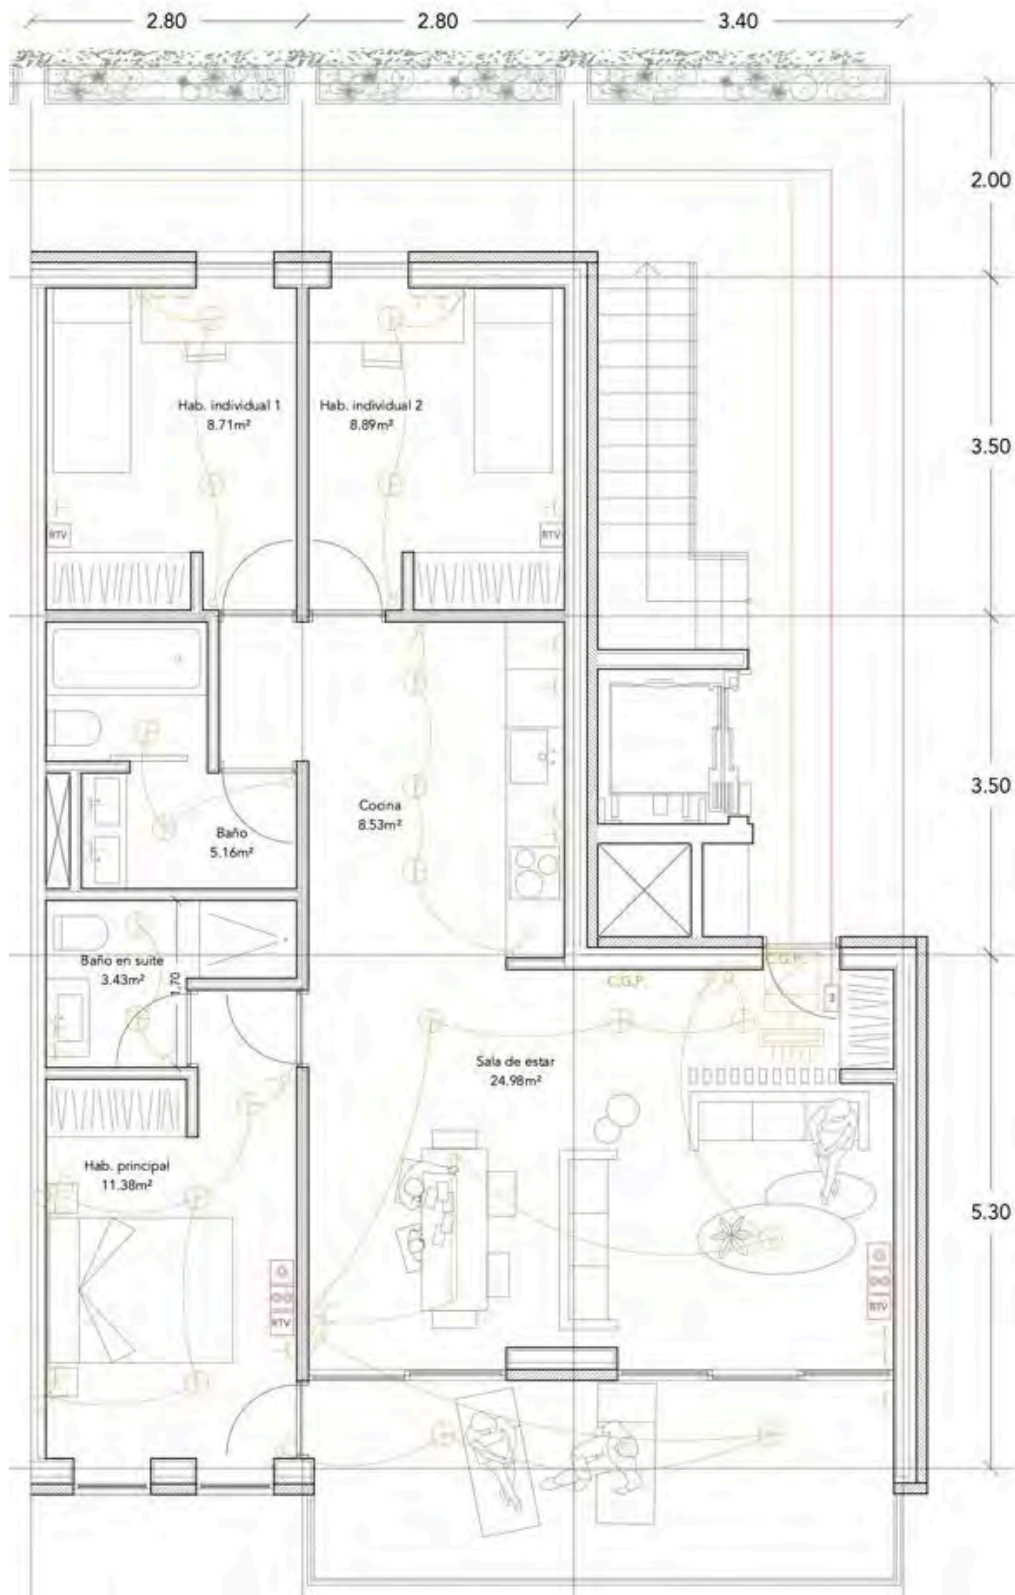 2.80
2.80
3.40
2.00
Hab. individual 1
8.71m²
Hab. individual 2
8.89m²
3.50
RTV
RTV
3.50
Cocina
8.53m²
Baño
5.16m²
Baño en suite
3.43m²
1.70
C.G.P.
C.G.P.
Sala de estar
24.98m²
Hab. principal
11.38m²
5.30
RTV
RTV